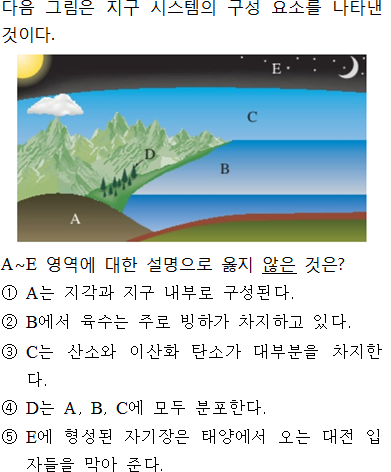 다음 그림은 지구 시스템의 구성 요소를 나타낸
것이다.
E
C
D
B
A
A~E 영역에 대한 설명으로 옳지 않은 것은?
① A는 지각과 지구 내부로 구성된다.
② B에서 육수는 주로 빙하가 차지하고 있다.
③ C는 산소와 이산화 탄소가 대부분을 차지한
다.
④ D는 A, B, C에 모두 분포한다.
⑤ E에 형성된 자기장은 태양에서 오는 대전 입
자들을 막아 준다.